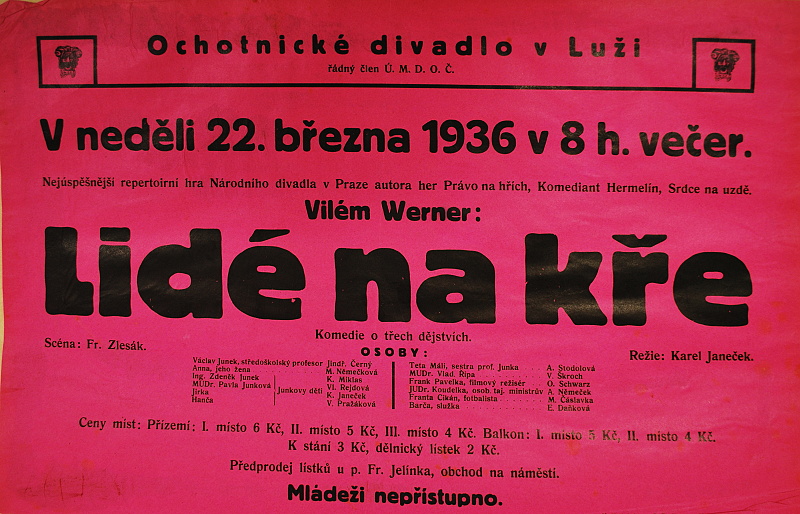 Ochotnické divadlo v Luži
řádný člen Ú. M. D. O. Č.
V neděli 22. března 1936 v 8 h. večer.
Nejúspěšnější repertoirní hra Národního divadla v Praze autora her Právo na hřích, Komediant Hermelín, Srdce na uzdě.
Vilém Werner:
Lidé na kře
Komedie o třech dějstvích.
Scéna: Fr. Zlesák.
Režie: Karel Janeček.
OSOBY:
Václav Junek, středoškolský profesor Jindř. Černý
Anna, jeho žena M. Němečková
Ing. Zdeněk Junek K. Miklas
MUDr. Pavla Junková Vl. Rejdová
Jirka K. Janeček
Hanča V. Pražáková
Junkovy děti
Teta Máli, sestra prof. Junka A. Stodolová
MUDr. Vlad. Řípa V. Škroch
Frank Pavelka, filmový režisér O. Schwarz
JUDr. Koudelka, osob. taj. ministrův A. Němeček
Franta Cikán, fotbalista M. Čáslavka
Barča, služka E. Daňková
Ceny míst: Přízemí: I. místo 6 Kč, II. místo 5 Kč, III. místo 4 Kč. Balkon: I. místo 5 Kč, II. místo 4 Kč.
K stání 3 Kč, dělnický lístek 2 Kč.
Předprodej lístků u p. Fr. Jelínka, obchod na náměstí.
Mládeži nepřístupno.